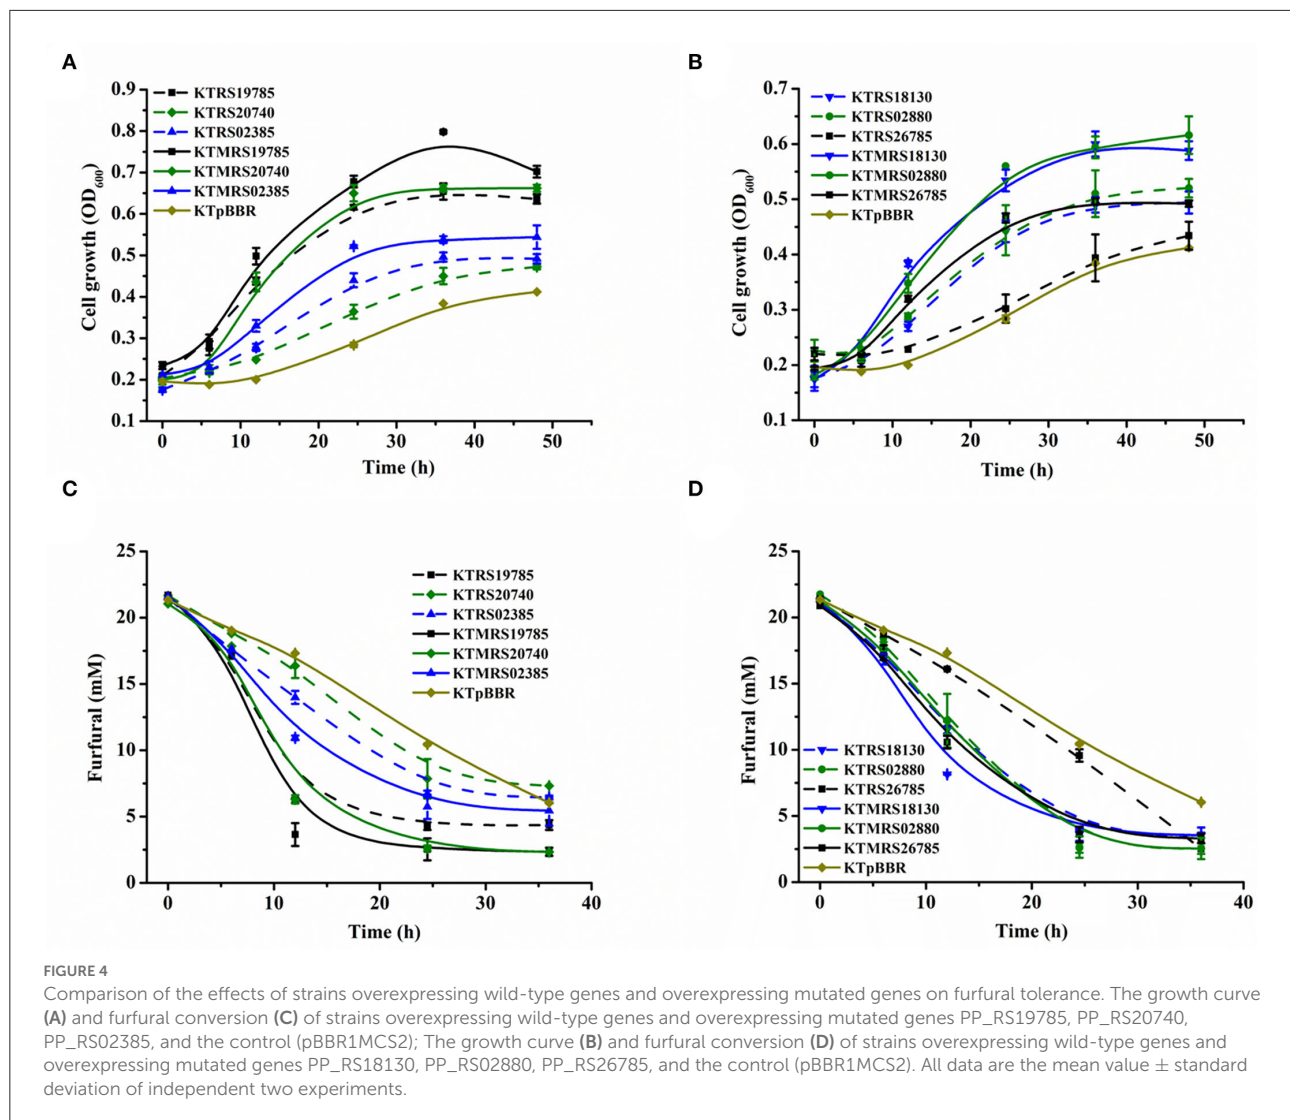 A
B
KTRS19785
KTRS20740
KTRS02385
KTMRS19785
KTMRS20740
KTMRS02385
KTpBBR
Cell growth (OD600)
0.9
0.8
0.7
0.6
0.5
0.4
0.3
0.2
0.1
0 10 20 30 40 50
Time (h)
KTRS18130
KTRS02880
KTRS26785
KTMRS18130
KTMRS02880
KTMRS26785
KTpBBR
Cell growth (OD600)
0.7
0.6
0.5
0.4
0.3
0.2
0.1
0 10 20 30 40 50
Time (h)
C
D
KTRS19785
KTRS20740
KTRS02385
KTMRS19785
KTMRS20740
KTMRS02385
KTpBBR
Furfural (mM)
25
20
15
10
5
0
0 10 20 30 40
Time (h)
KTRS18130
KTRS02880
KTRS26785
KTMRS18130
KTMRS02880
KTMRS26785
KTpBBR
Furfural (mM)
25
20
15
10
5
0
0 10 20 30 40
Time (h)
FIGURE 4
Comparison of the effects of strains overexpressing wild-type genes and overexpressing mutated genes on furfural tolerance. The growth curve
(A) and furfural conversion (C) of strains overexpressing wild-type genes and overexpressing mutated genes PP_RS19785, PP_RS20740,
PP_RS02385, and the control (pBBR1MCS2); The growth curve (B) and furfural conversion (D) of strains overexpressing wild-type genes and
overexpressing mutated genes PP_RS18130, PP_RS02880, PP_RS26785, and the control (pBBR1MCS2). All data are the mean value ± standard
deviation of independent two experiments.